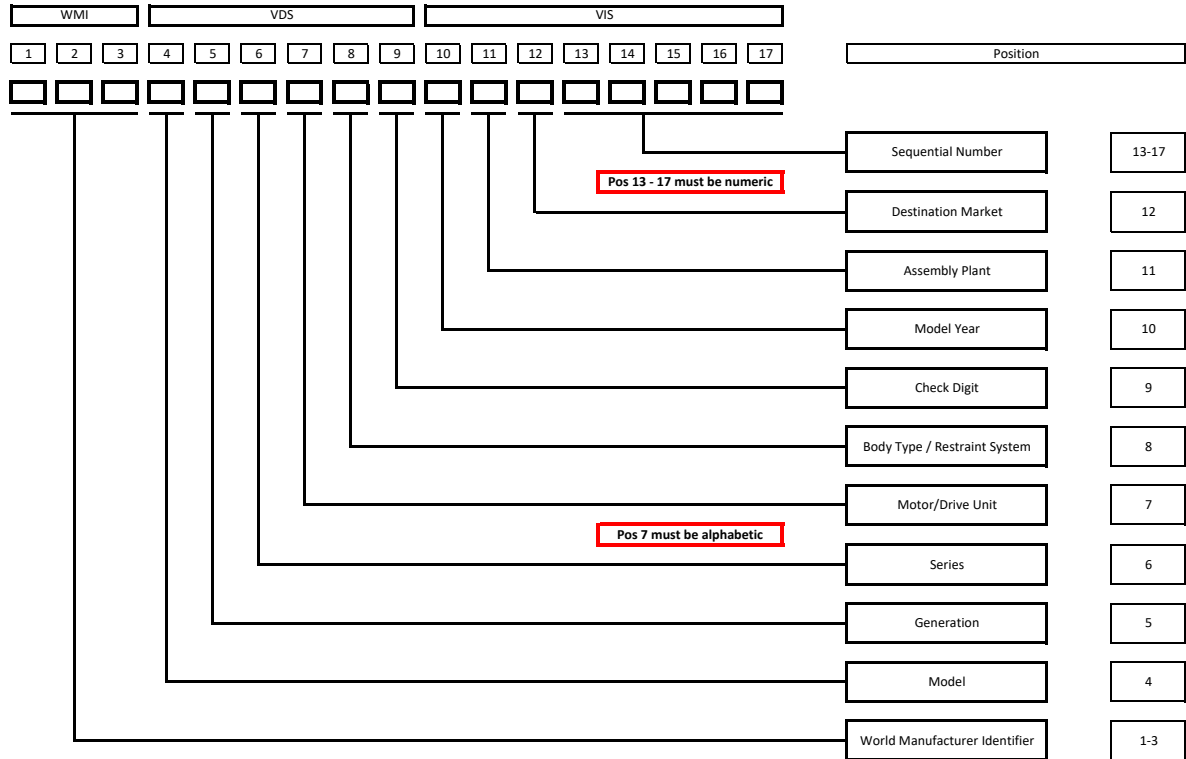 WMI VDS VIS
1 2 3 4 5 6 7 8 9 10 11 12 13 14 15 16 17 Position
Sequential Number 13-17
Pos 13 - 17 must be numeric
Destination Market 12
Assembly Plant 11
Model Year 10
Check Digit 9
Body Type / Restraint System 8
Motor/Drive Unit 7
Pos 7 must be alphabetic
Series 6
Generation 5
Model 4
World Manufacturer Identifier 1-3